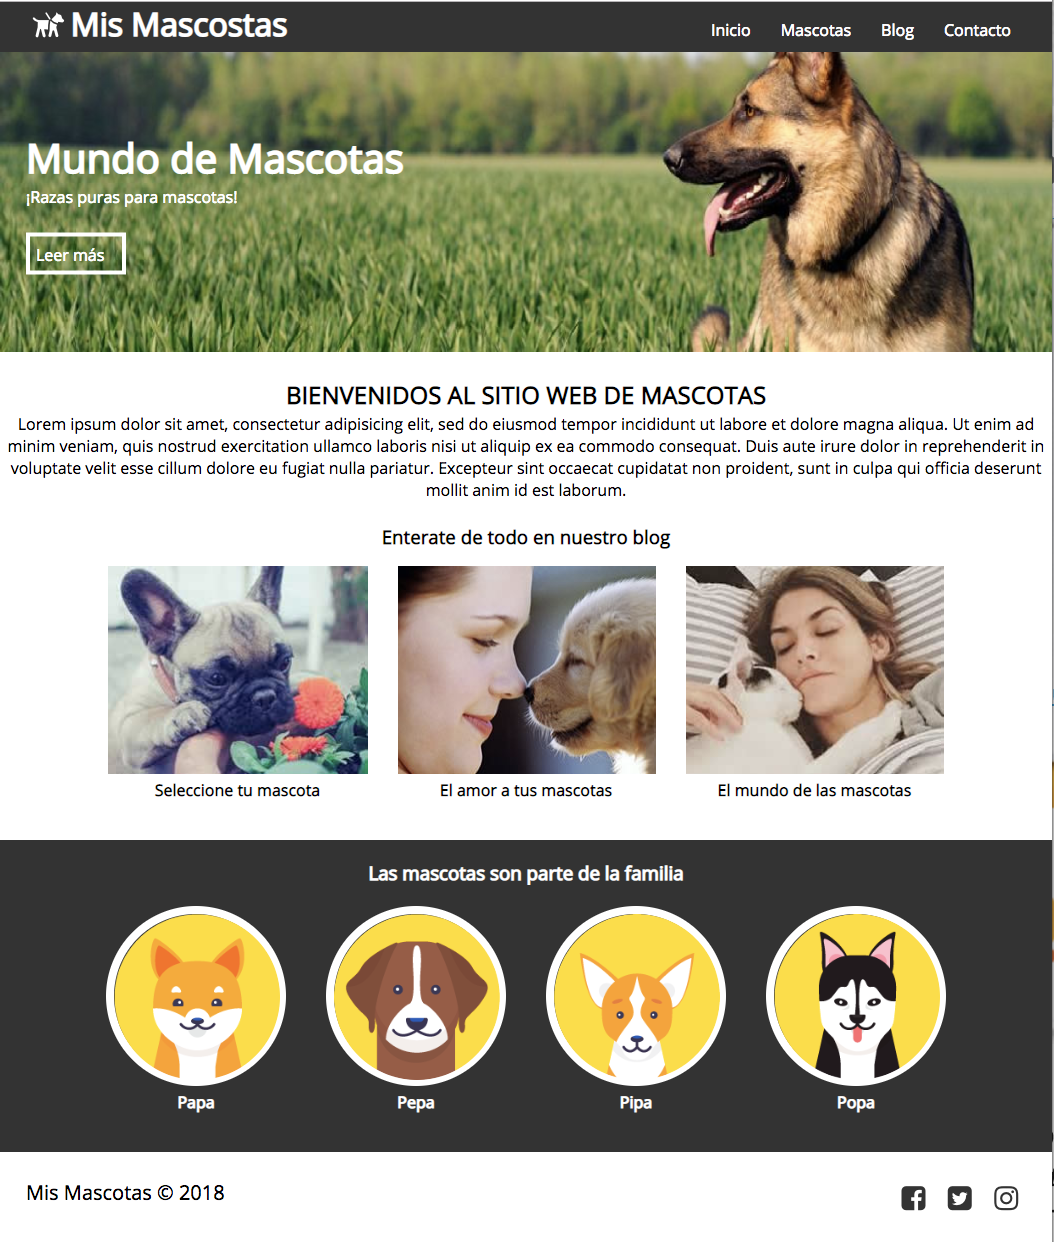 Mis Mascostas
Inicio Mascotas Blog Contacto
Mundo de Mascotas
¡Razas puras para mascotas!
Leer más
BIENVENIDOS AL SITIO WEB DE MASCOTAS
Lorem ipsum dolor sit amet, consectetur adipisicing elit, sed do eiusmod tempor incididunt ut labore et dolore magna aliqua. Ut enim ad
minim veniam, quis nostrud exercitation ullamco laboris nisi ut aliquip ex ea commodo consequat. Duis aute irure dolor in reprehenderit in
voluptate velit esse cillum dolore eu fugiat nulla pariatur. Excepteur sint occaecat cupidatat non proident, sunt in culpa qui officia deserunt
mollit anim id est laborum.
Enterate de todo en nuestro blog
Seleccione tu mascota
El amor a tus mascotas
El mundo de las mascotas
Las mascotas son parte de la familia
Papa
Pepa
Pipa
Popa
Mis Mascotas © 2018